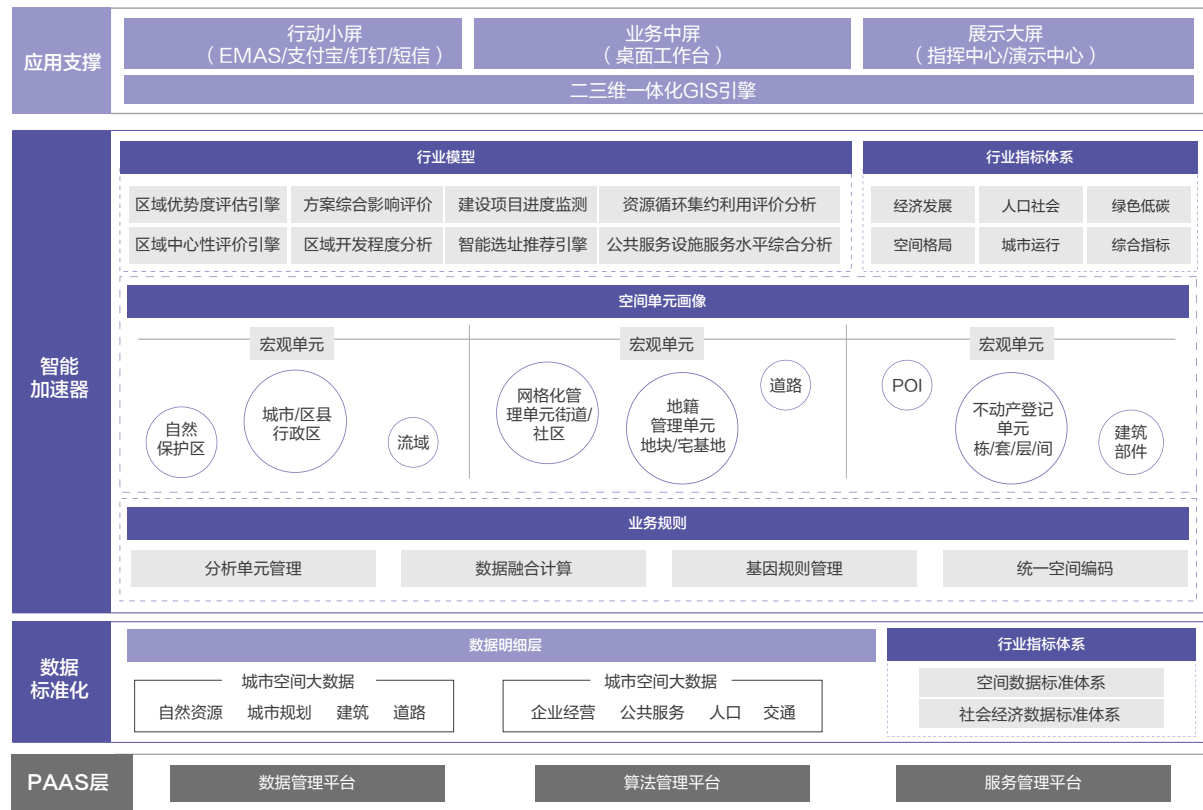 应用支撑
行动小屏
（EMAS/支付宝/钉钉/短信）
业务中屏
（桌面工作台）
展示大屏
（指挥中心/演示中心）
二三维一体化GIS引擎
智能
加速器
行业模型
区域优势度评估引擎
方案综合影响评价
建设项目进度监测
资源循环集约利用评价分析
区域中心性评价引擎
区域开发程度分析
智能选址推荐引擎
公共服务设施服务水平综合分析
行业指标体系
经济发展
人口社会
绿色低碳
空间格局
城市运行
综合指标
空间单元画像
宏观单元
自然
保护区
城市/区县
行政区
流域
宏观单元
网格化管
理单元街道/
社区
地籍
管理单元
地块/宅基地
道路
宏观单元
POI
不动产登记
单元
栋/套/层/间
建筑
部件
业务规则
分析单元管理
数据融合计算
基因规则管理
统一空间编码
数据
标准化
数据明细层
城市空间大数据
自然资源
城市规划
建筑
道路
城市空间大数据
企业经营
公共服务
人口
交通
行业指标体系
空间数据标准体系
社会经济数据标准体系
PAAS层
数据管理平台
算法管理平台
服务管理平台